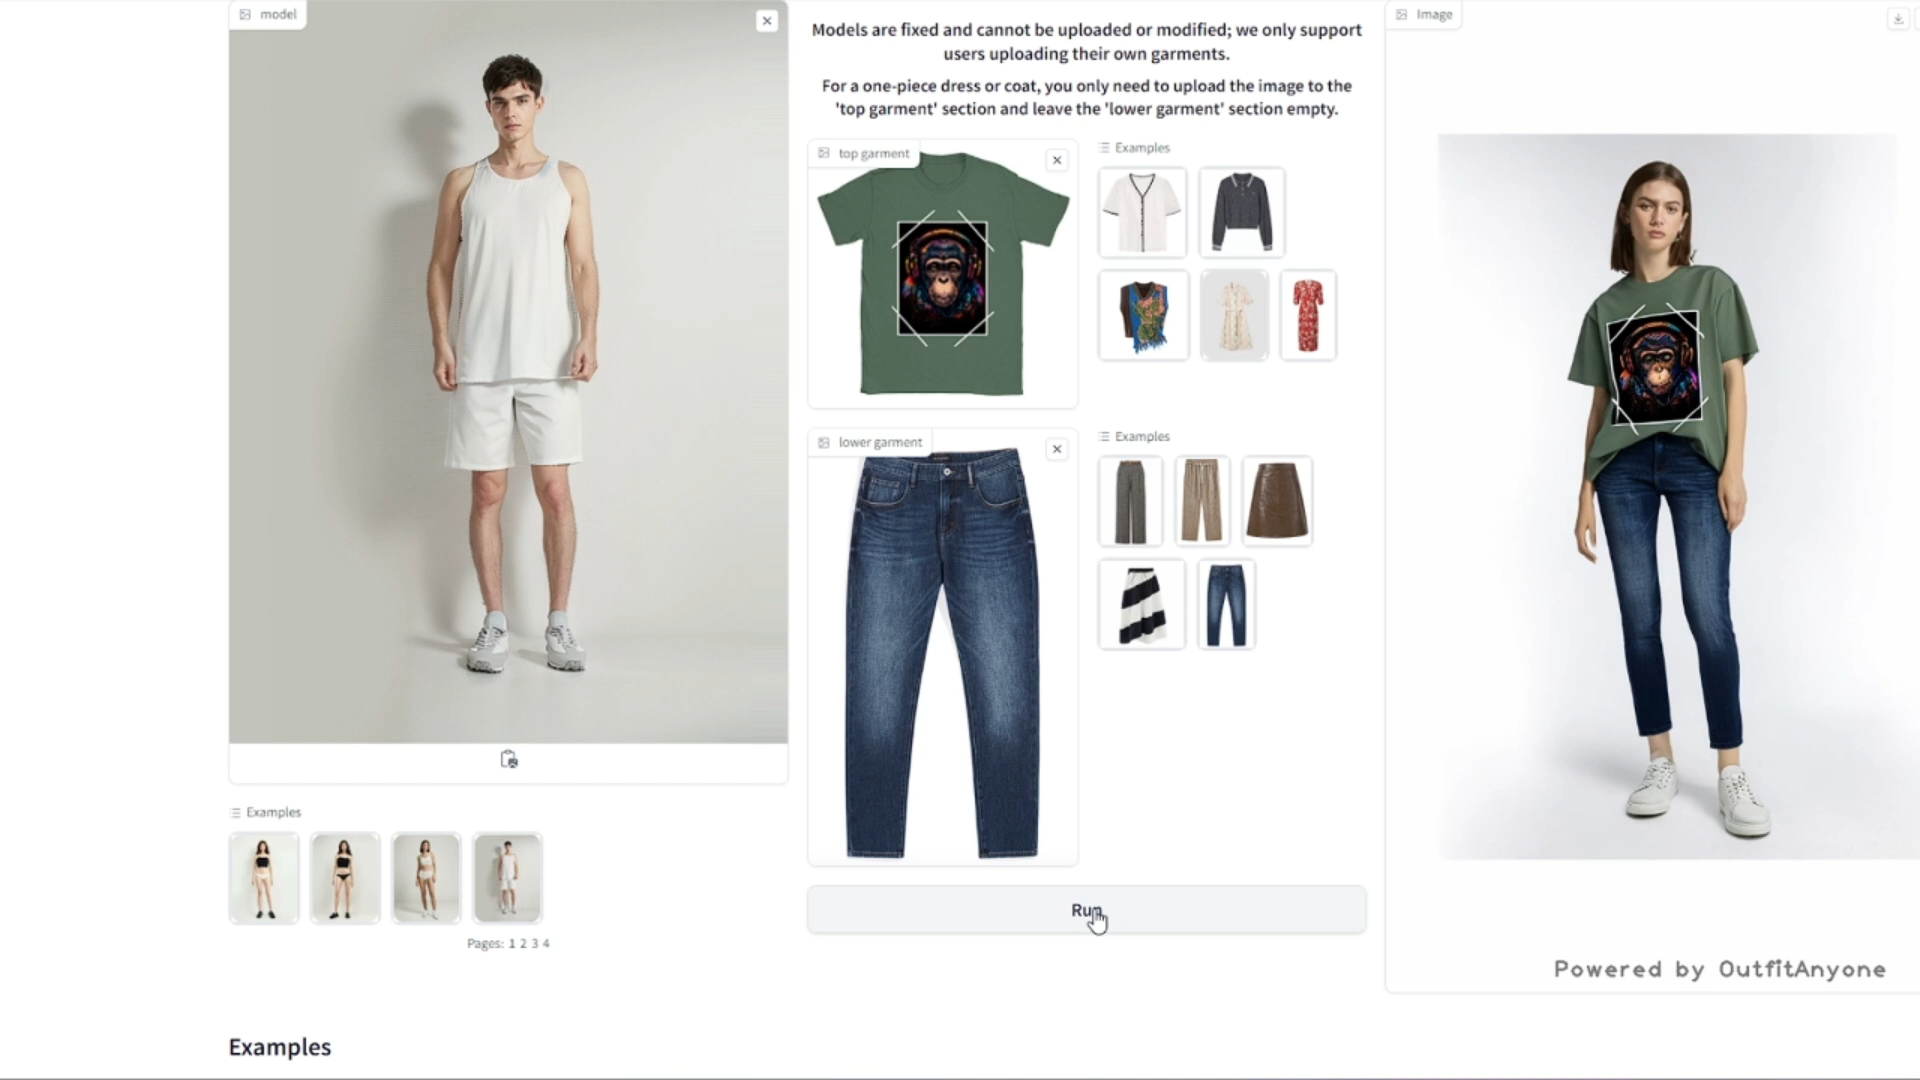 model
Models are fixed and cannot be uploaded or modified; we only support
users uploading their own garments.
For a one-piece dress or coat, you only need to upload the image to the
'top garment' section and leave the 'lower garment' section empty.
top garment
Examples
lower garment
Examples
Run
Image
Powered by OutfitAnyone
Examples
Pages: 1 2 3 4
Examples